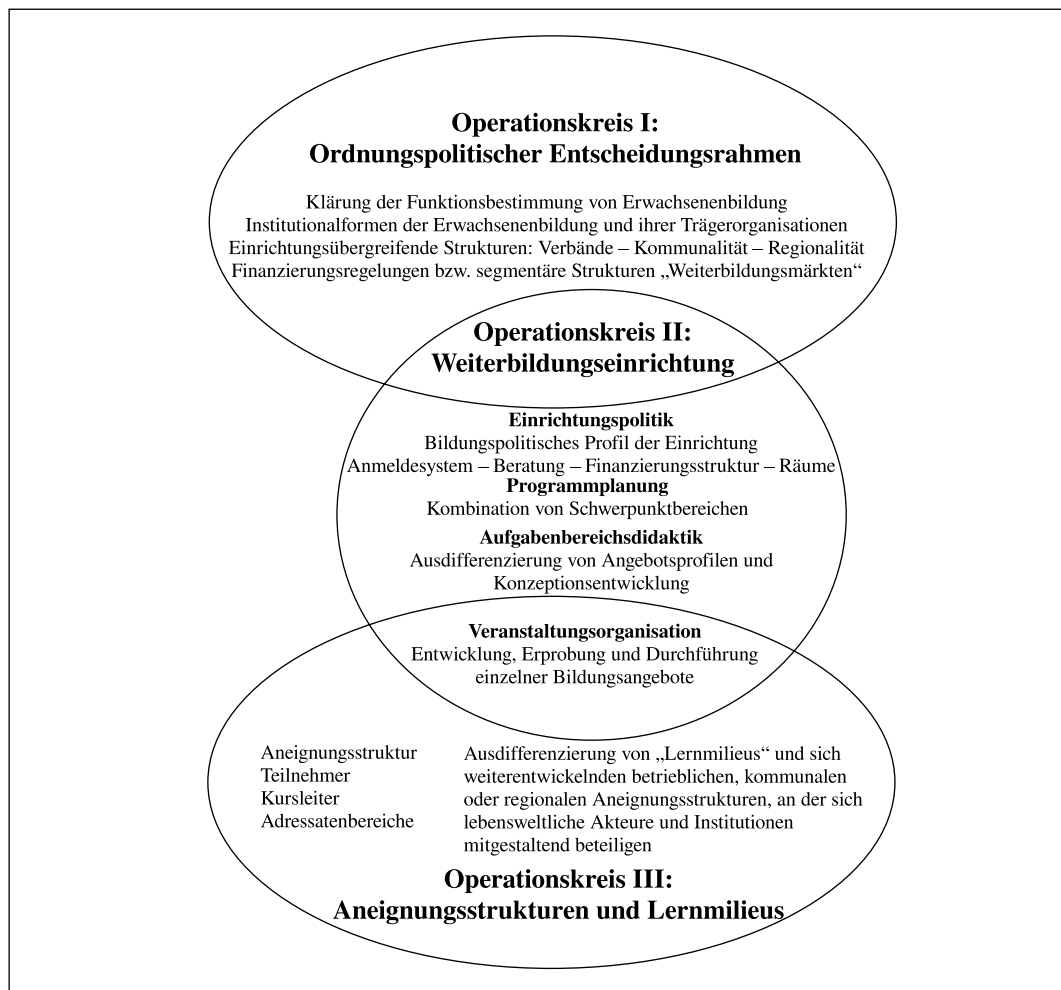 Operationskreis I:
Ordnungspolitischer Entscheidungsrahmen
Klärung der Funktionsbestimmung von Erwachsenenbildung
Institutionalformen der Erwachsenenbildung und ihrer Trägerorganisationen
Einrichtungsübergreifende Strukturen: Verbände – Kommunalität – Regionalität
Finanzierungsregelungen bzw. segmentäre Strukturen „Weiterbildungsmärkten“
Operationskreis II:
Weiterbildungseinrichtung
Einrichtungspolitik
Bildungspolitisches Profil der Einrichtung
Anmeldesystem – Beratung – Finanzierungsstruktur – Räume
Programmplanung
Kombination von Schwerpunktbereichen
Aufgabenbereichsdidaktik
Ausdifferenzierung von Angebotsprofilen und
Konzeptionsentwicklung
Veranstaltungsorganisation
Entwicklung, Erprobung und Durchführung
einzelner Bildungsangebote
Aneignungsstruktur
Teilnehmer
Kursleiter
Adressatenbereiche
Ausdifferenzierung von „Lernmilieus“ und sich
weiterentwickelnden betrieblichen, kommunalen
oder regionalen Aneignungsstrukturen, an der sich
lebensweltliche Akteure und Institutionen
mitgestaltend beteiligen
Operationskreis III:
Aneignungsstrukturen und Lernmilieus